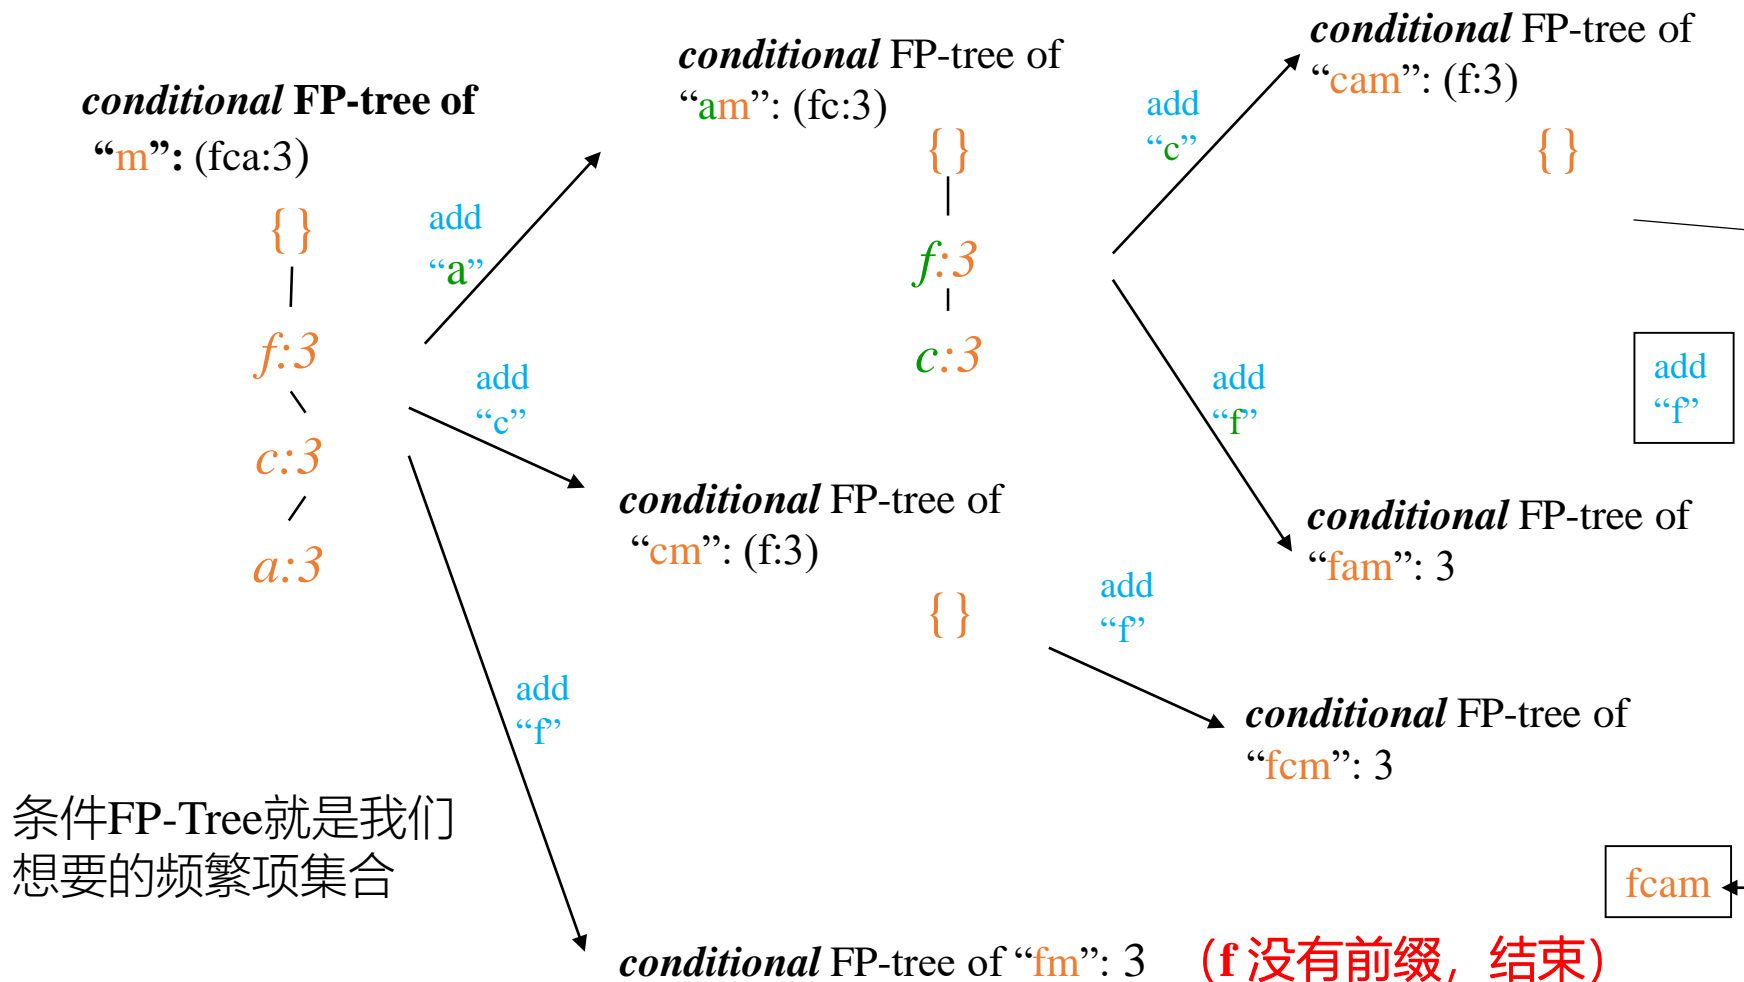 conditional FP-tree of
“m”: (fca:3)
{ }
f:3
c:3
a:3
add
“a”
add
“c”
add
“f”
conditional FP-tree of
“am”: (fc:3)
{ }
f:3
c:3
add
“c”
add
“f”
conditional FP-tree of
“cam”: (f:3)
{ }
add
“f”
conditional FP-tree of
“fam”: 3
conditional FP-tree of
“cm”: (f:3)
{ }
add
“f”
conditional FP-tree of
“fcm”: 3
fcam
条件FP-Tree就是我们
想要的频繁项集合
conditional FP-tree of “fm”: 3 （f 没有前缀，结束）